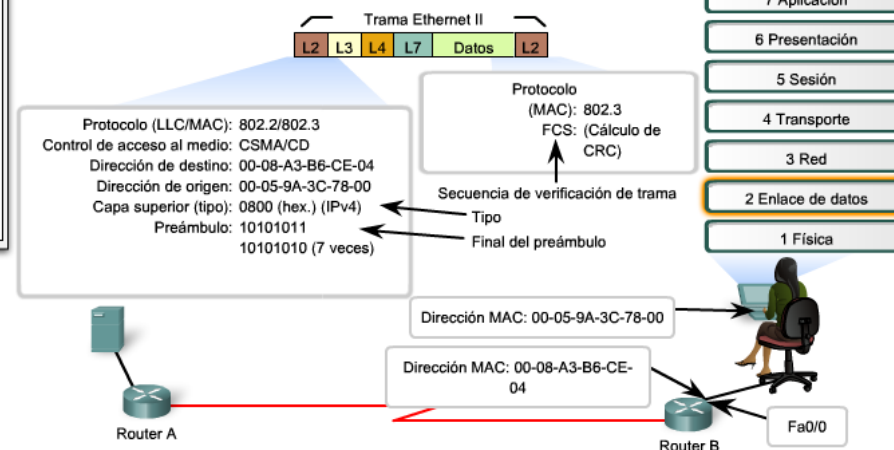 Trama Ethernet II
L2 L3 L4 L7 Datos L2
Protocolo (LLC/MAC): 802.2/802.3
Control de acceso al medio: CSMA/CD
Dirección de destino: 00-08-A3-B6-CE-04
Dirección de origen: 00-05-9A-3C-78-00
Capa superior (tipo): 0800 (hex.) (IPv4)
Preámbulo: 10101011
10101010 (7 veces)
Protocolo
(MAC): 802.3
FCS: (Cálculo de
CRC)
Secuencia de verificación de trama
Tipo
Final del preámbulo
7 Aplicación
6 Presentación
5 Sesión
4 Transporte
3 Red
2 Enlace de datos
1 Física
Dirección MAC: 00-05-9A-3C-78-00
Dirección MAC: 00-08-A3-B6-CE-
04
Fa0/0
Router A
Router B